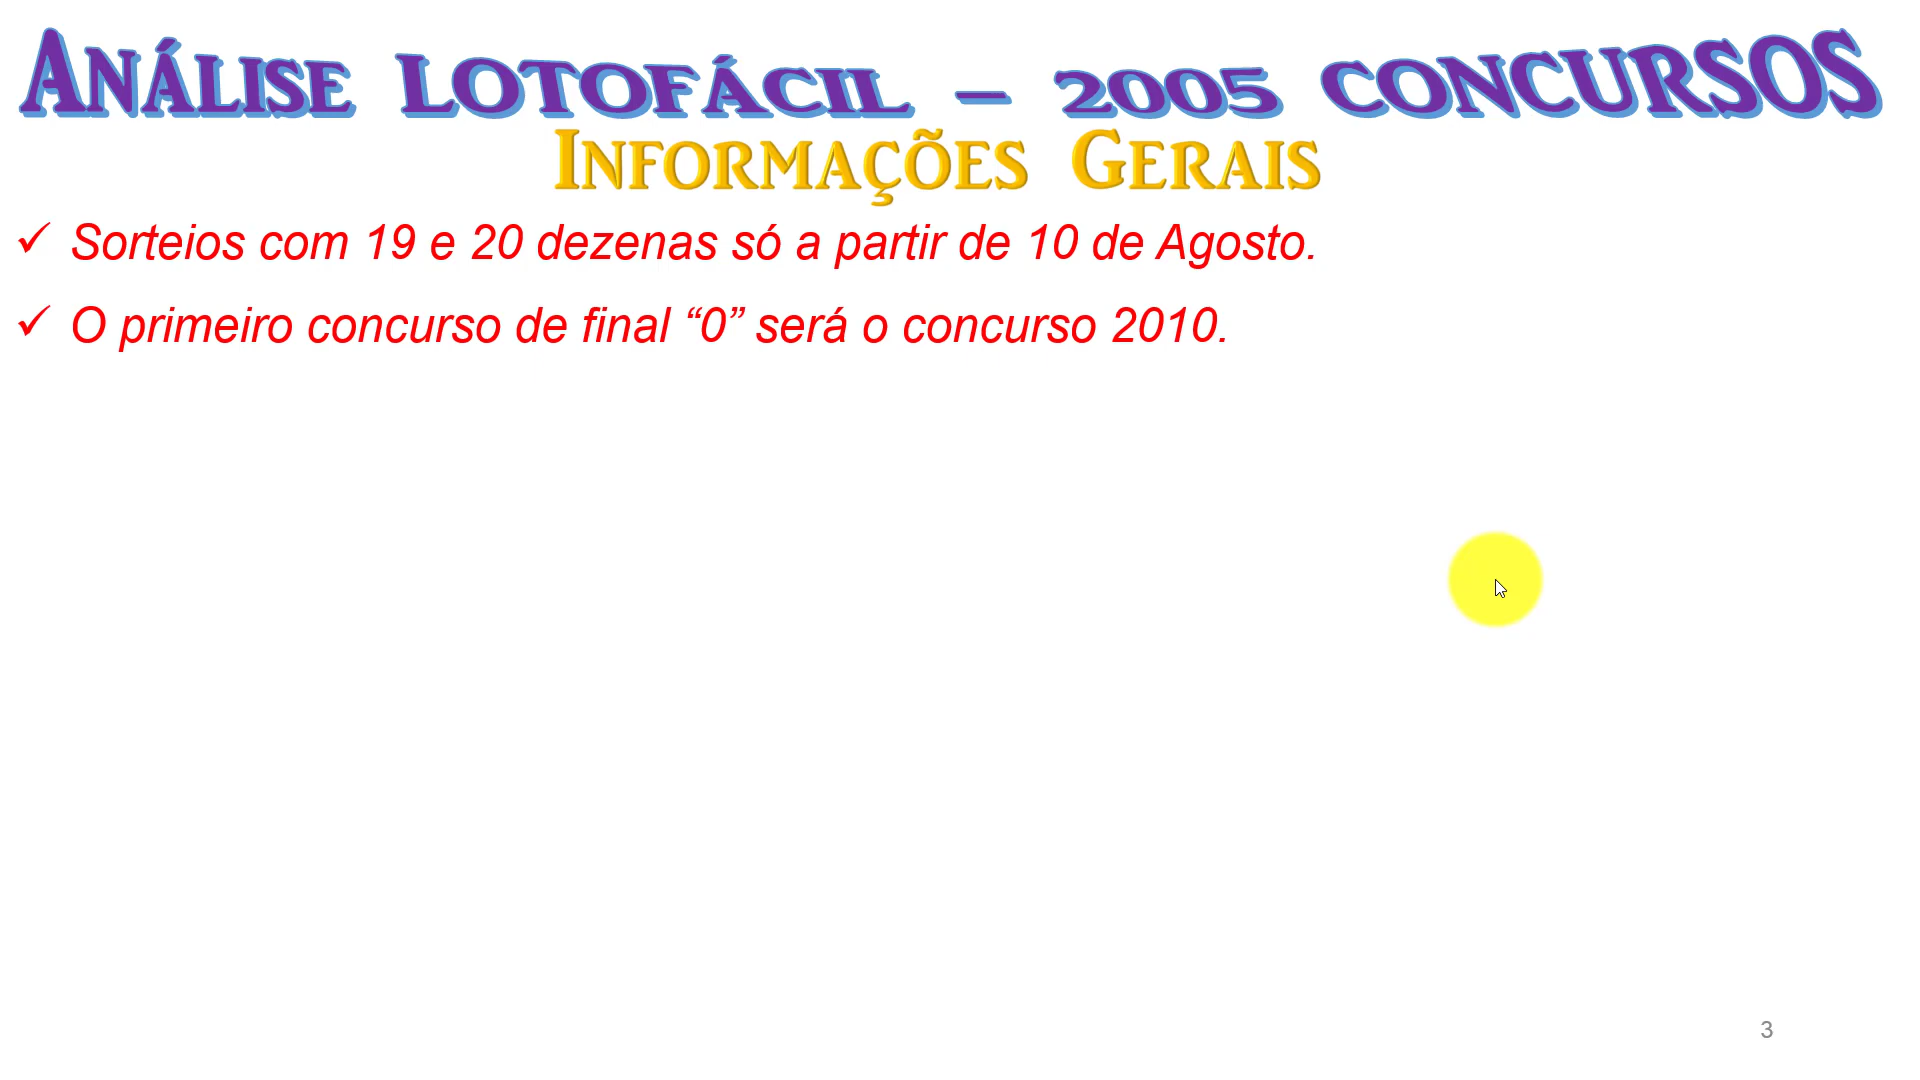 Análise Lotofácil – 2005 concursos
Informações Gerais
✓ Sorteios com 19 e 20 dezenas só a partir de 10 de Agosto.
✓ O primeiro concurso de final “0” será o concurso 2010.
3